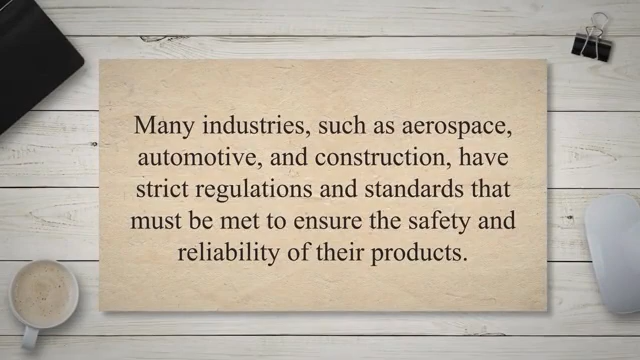 Many industries, such as aerospace,
automotive, and construction, have
strict regulations and standards that
must be met to ensure the safety and
reliability of their products.